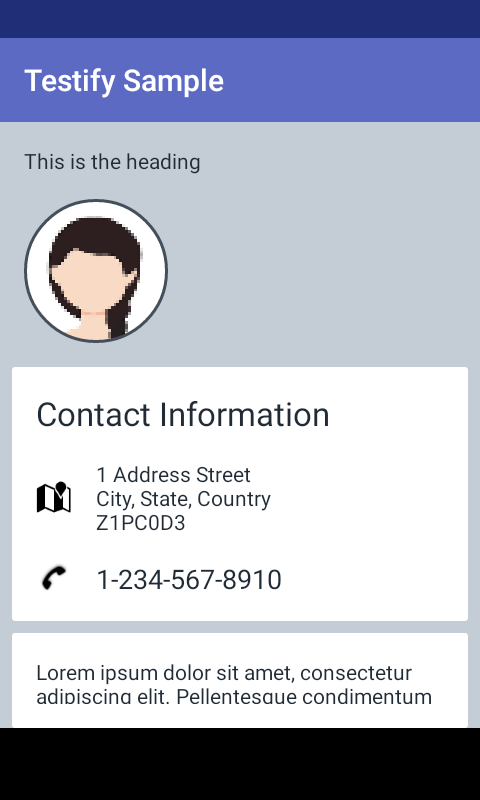 Testify Sample
This is the heading
Contact Information
1 Address Street
City, State, Country
Z1PC0D3
1-234-567-8910
Lorem ipsum dolor sit amet, consectetur
adipiscing elit. Pellentesque condimentum